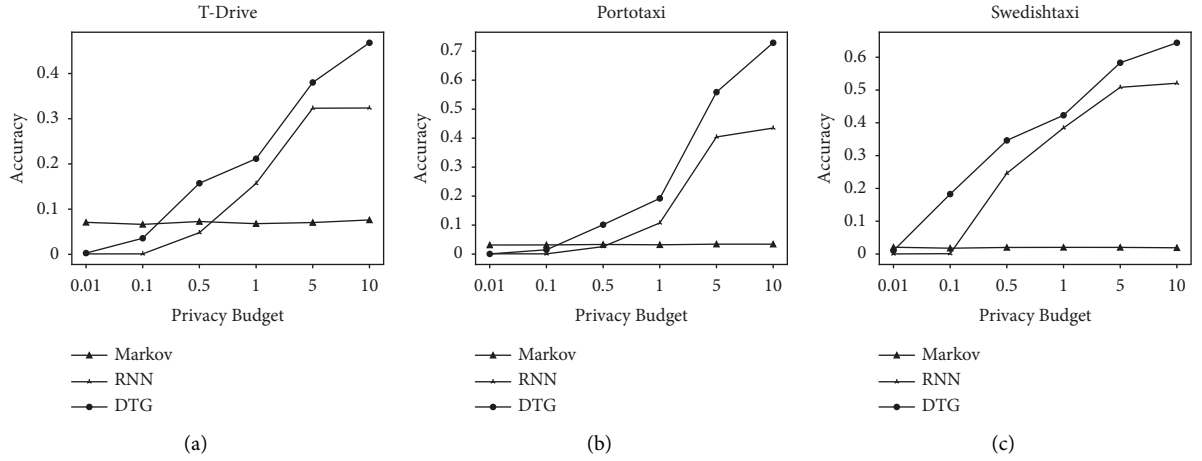 T-Drive
Accuracy
0.4
0.3
0.2
0.1
0
0.01 0.1 0.5 1 5 10
Privacy Budget
Markov
RNN
DTG
(a)
Portotaxi
Accuracy
0.7
0.6
0.5
0.4
0.3
0.2
0.1
0
0.01 0.1 0.5 1 5 10
Privacy Budget
Markov
RNN
DTG
(b)
Swedishtaxi
Accuracy
0.6
0.5
0.4
0.3
0.2
0.1
0
0.01 0.1 0.5 1 5 10
Privacy Budget
Markov
RNN
DTG
(c)